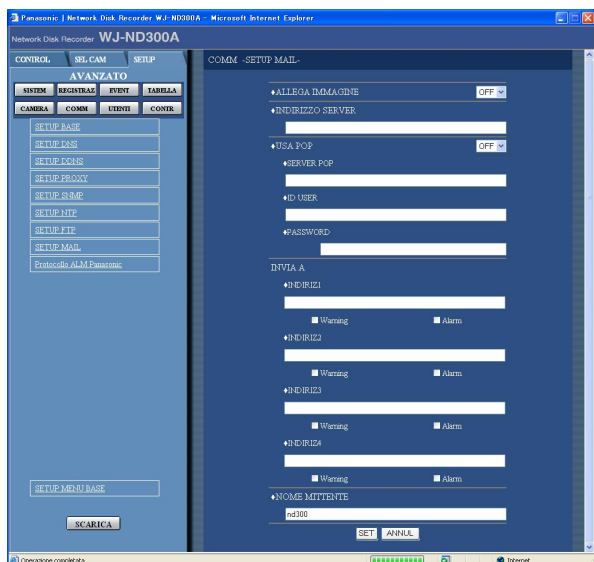 Panasonic | Network Disk Recorder WJ-ND300A - Microsoft Internet Explorer
Network Disk Recorder WJ-ND300A
CONTROL SEL CAM SETUP
AVANZATO
SISTEM REGISTRAZ EVENT TABELLA
CAMERA COMM UTENTI CONTR
SETUP BASE
SETUP DNS
SETUP DDNS
SETUP PROXY
SETUP SNMP
SETUP NTP
SETUP FTP
SETUP MAIL
Protocollo ALM Panasonic
SETUP MENU BASE
SCARICA
COMM -SETUP MAIL-
♦ALLEGA IMMAGINE OFF
♦INDIRIZZO SERVER
♦USA POP OFF
♦SERVER POP
♦ID USER
♦PASSWORD
INVIA A
♦INDIRIZ1
Warning Alarm
♦INDIRIZ2
Warning Alarm
♦INDIRIZ3
Warning Alarm
♦INDIRIZ4
Warning Alarm
♦NOME MITTENTE
nd300
SET ANNUL
Operazione completata Internet